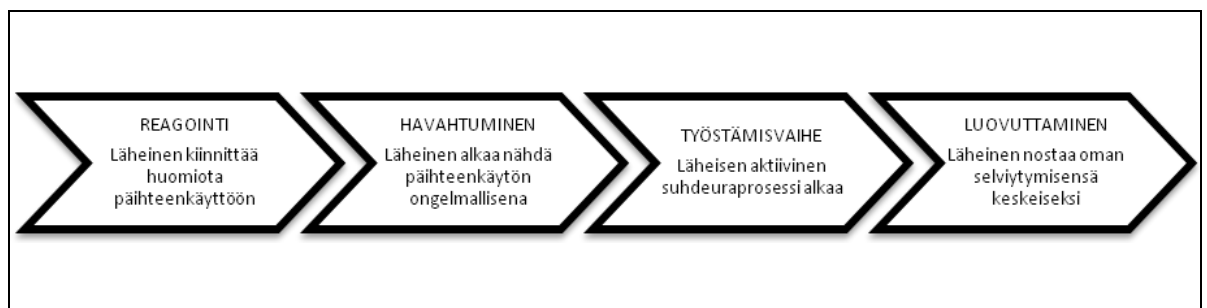 REAGOINTI
Läheinen kiinnittää
huomiota
päihteenkäyttöön
HAVAHTUMINEN
Läheinen alkaa nähdä
päihteenkäytön
ongelmallisena
TYÖSTÄMISVAIHE
Läheisen aktiivinen
suhdeuraprosessi alkaa
LUOVUTTAMINEN
Läheinen nostaa oman
selviytymisensä
keskeiseksi